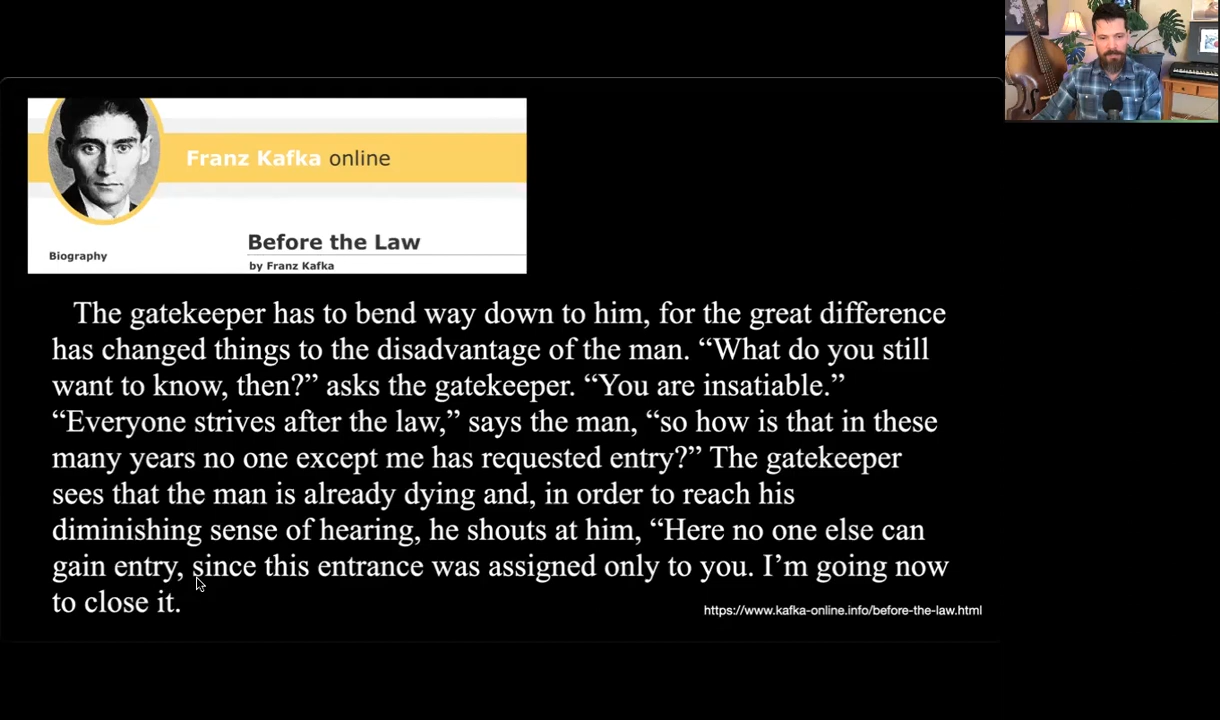 Franz Kafka online
Before the Law
Biography
by Franz Kafka
The gatekeeper has to bend way down to him, for the great difference
has changed things to the disadvantage of the man. “What do you still
want to know, then?” asks the gatekeeper. “You are insatiable.”
“Everyone strives after the law,” says the man, “so how is that in these
many years no one except me has requested entry?” The gatekeeper
sees that the man is already dying and, in order to reach his
diminishing sense of hearing, he shouts at him, “Here no one else can
gain entry, since this entrance was assigned only to you. I’m going now
to close it.
https://www.kafka-online.info/before-the-law.html